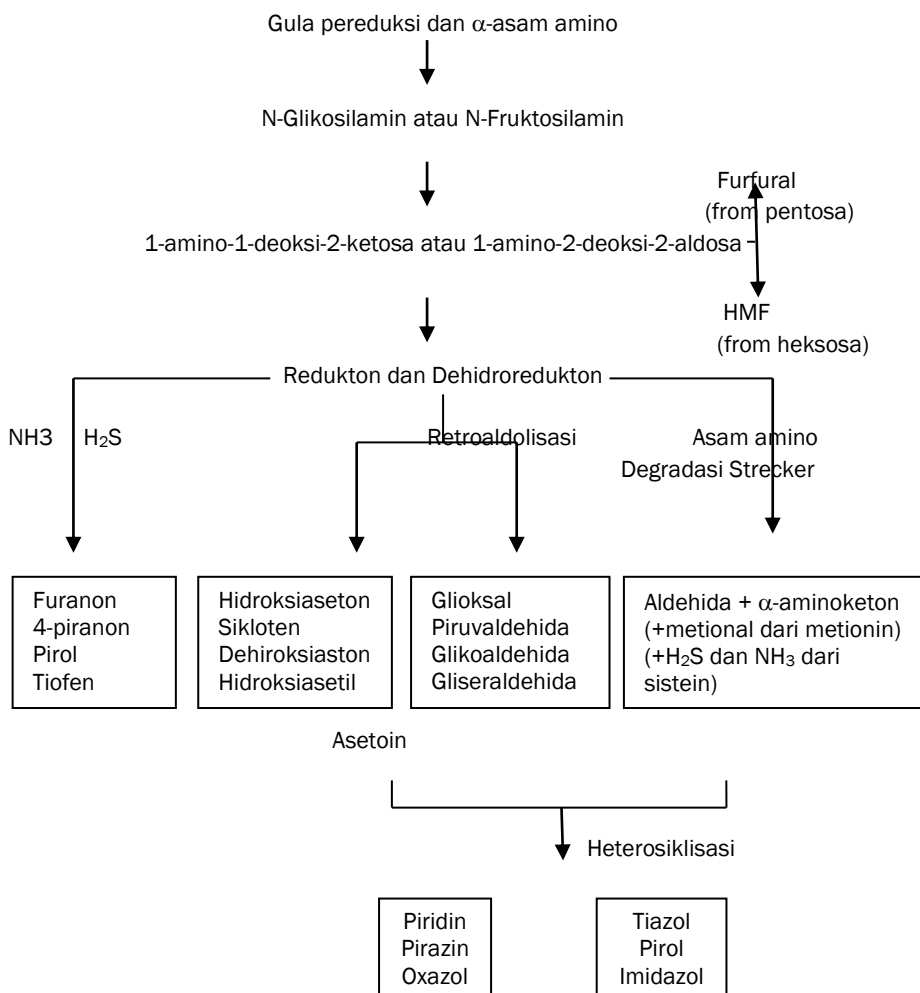 Gula pereduksi dan α-asam amino
N-Glikosilamin atau N-Fruktosilamin
Furfural
(from pentosa)
1-amino-1-deoksi-2-ketosa atau 1-amino-2-deoksi-2-aldosa
HMF
(from heksosa)
Redukton dan Dehidroredukton
NH3
H₂S
Retroaldolisasi
Asam amino
Degradasi Strecker
Furanon
4-piranon
Pirol
Tiofen
Hidroksiaseton
Sikloten
Dehiroksiaston
Hidroksiasetil
Glioksal
Piruvaldehida
Glikoaldehida
Gliseraldehida
Aldehida + α-aminoketon
(+metional dari metionin)
(+H₂S dan NH₃ dari
sistein)
Asetoin
Heterosiklisasi
Piridin
Pirazin
Oxazol
Tiazol
Pirol
Imidazol